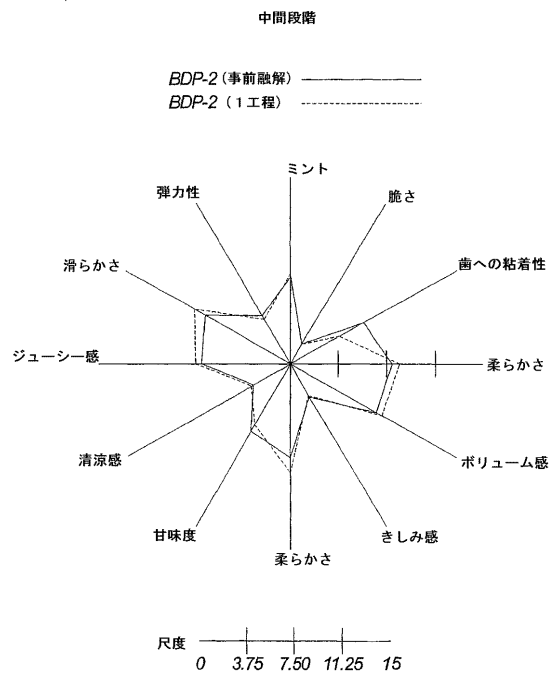 中間段階
BDP-2 (事前融解)
BDP-2 (1工程)
ミント
弾力性
脆さ
滑らかさ
歯への粘着性
ジューシー感
柔らかさ
清涼感
ボリューム感
甘味度
きしみ感
柔らかさ
尺度
0 3.75 7.50 11.25 15